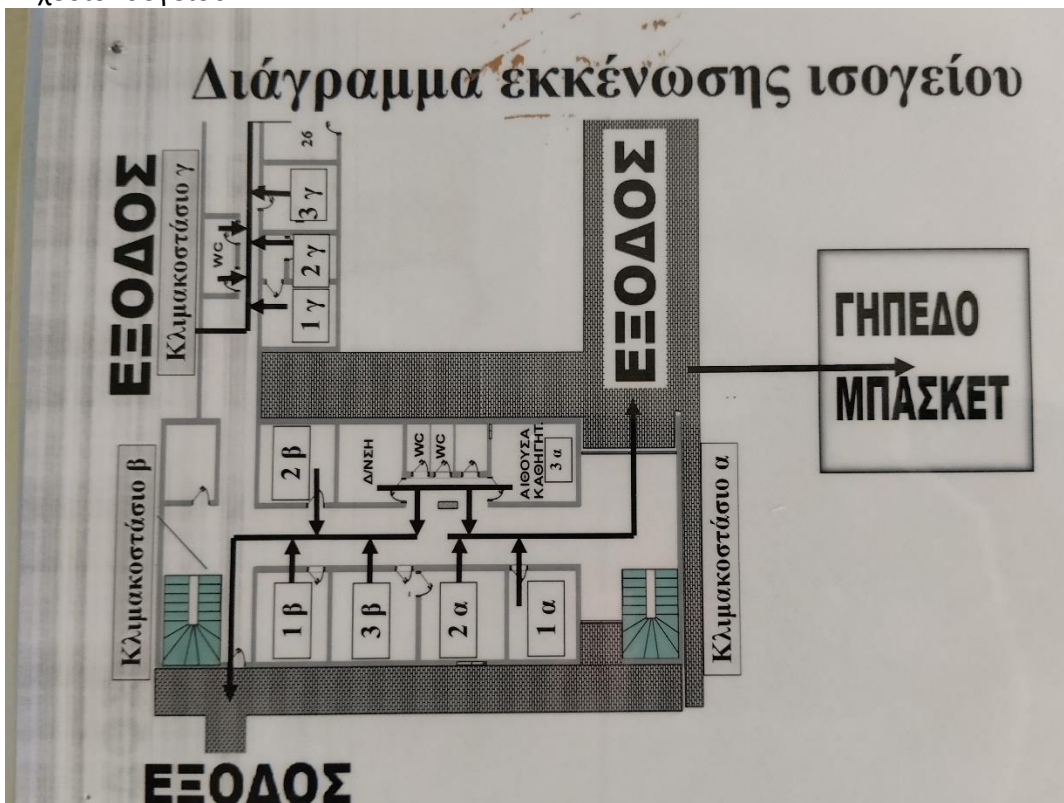 Διάγραμμα εκκένωσης ισογείου
ΕΞΟΔΟΣ
Κλιμακοστάσιο γ
WC
26
3 γ
2 γ
1 γ
ΕΞΟΔΟΣ
ΓΗΠΕΔΟ
ΜΠΑΣΚΕΤ
Κλιμακοστάσιο β
2 β
Δ/ΝΣΗ
WC
WC
ΑΙΘΟΥΣΑ
ΚΑΘΗΓΗΤ.
3 α
1 β
3 β
2 α
1 α
Κλιμακοστάσιο α
ΕΞΟΔΟΣ